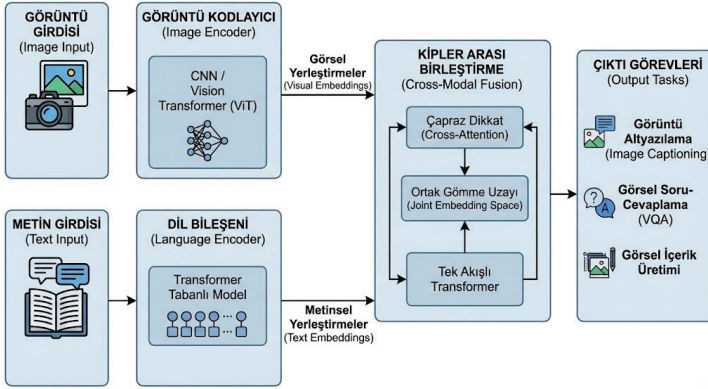 GÖRÜNTÜ
GİRDİSİ
(Image Input)
GÖRÜNTÜ KODLAYICI
(Image Encoder)
CNN /
Vision
Transformer (ViT)
Görsel
Yerleştirmeler
(Visual Embeddings)
METİN GİRDİSİ
(Text Input)
DİL BİLEŞENİ
(Language Encoder)
Transformer
Tabanlı Model
...
Metinsel
Yerleştirmeler
(Text Embeddings)
KİPLER ARASI
BİRLEŞTİRME
(Cross-Modal Fusion)
Çapraz Dikkat
(Cross-Attention)
Ortak Gömme Uzayı
(Joint Embedding Space)
Tek Akışlı
Transformer
ÇIKTI GÖREVLERİ
(Output Tasks)
Görüntü
Altyazılama
(Image Captioning)
?
A
Görsel Soru-
Cevaplama
(VQA)
Görsel İçerik
Üretimi